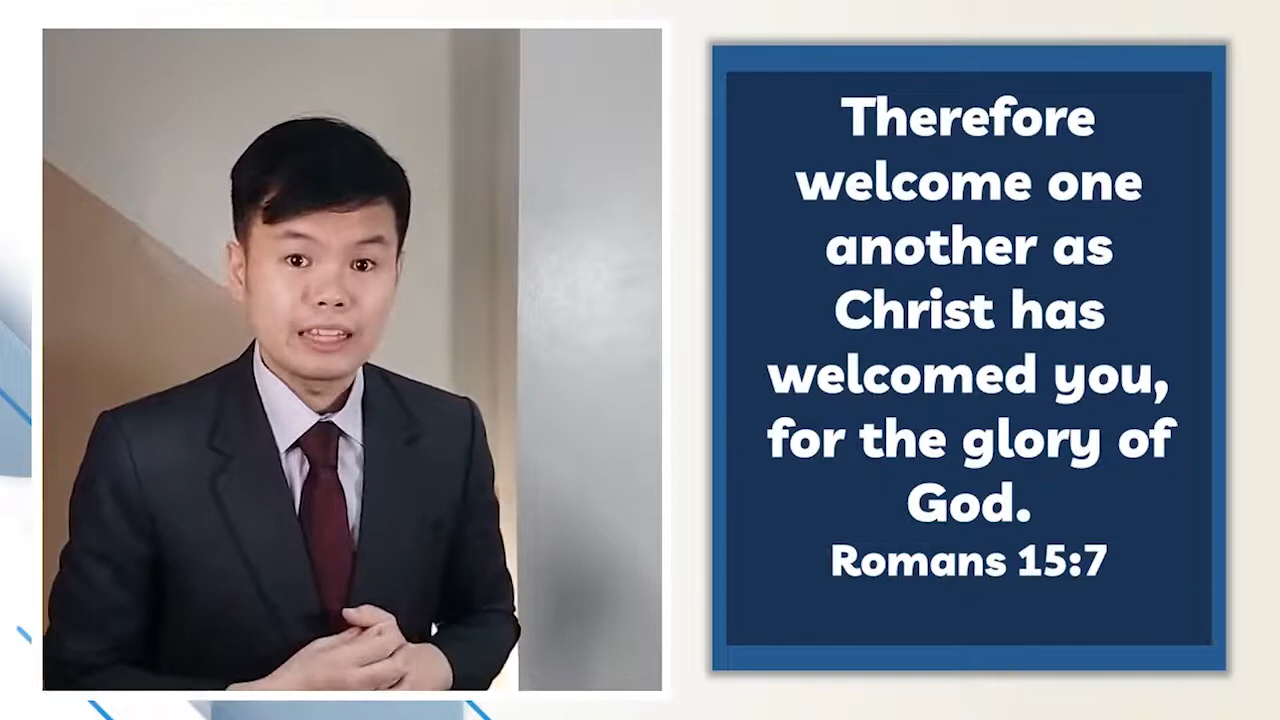 Therefore
welcome one
another as
Christ has
welcomed you,
for the glory of
God.
Romans 15:7